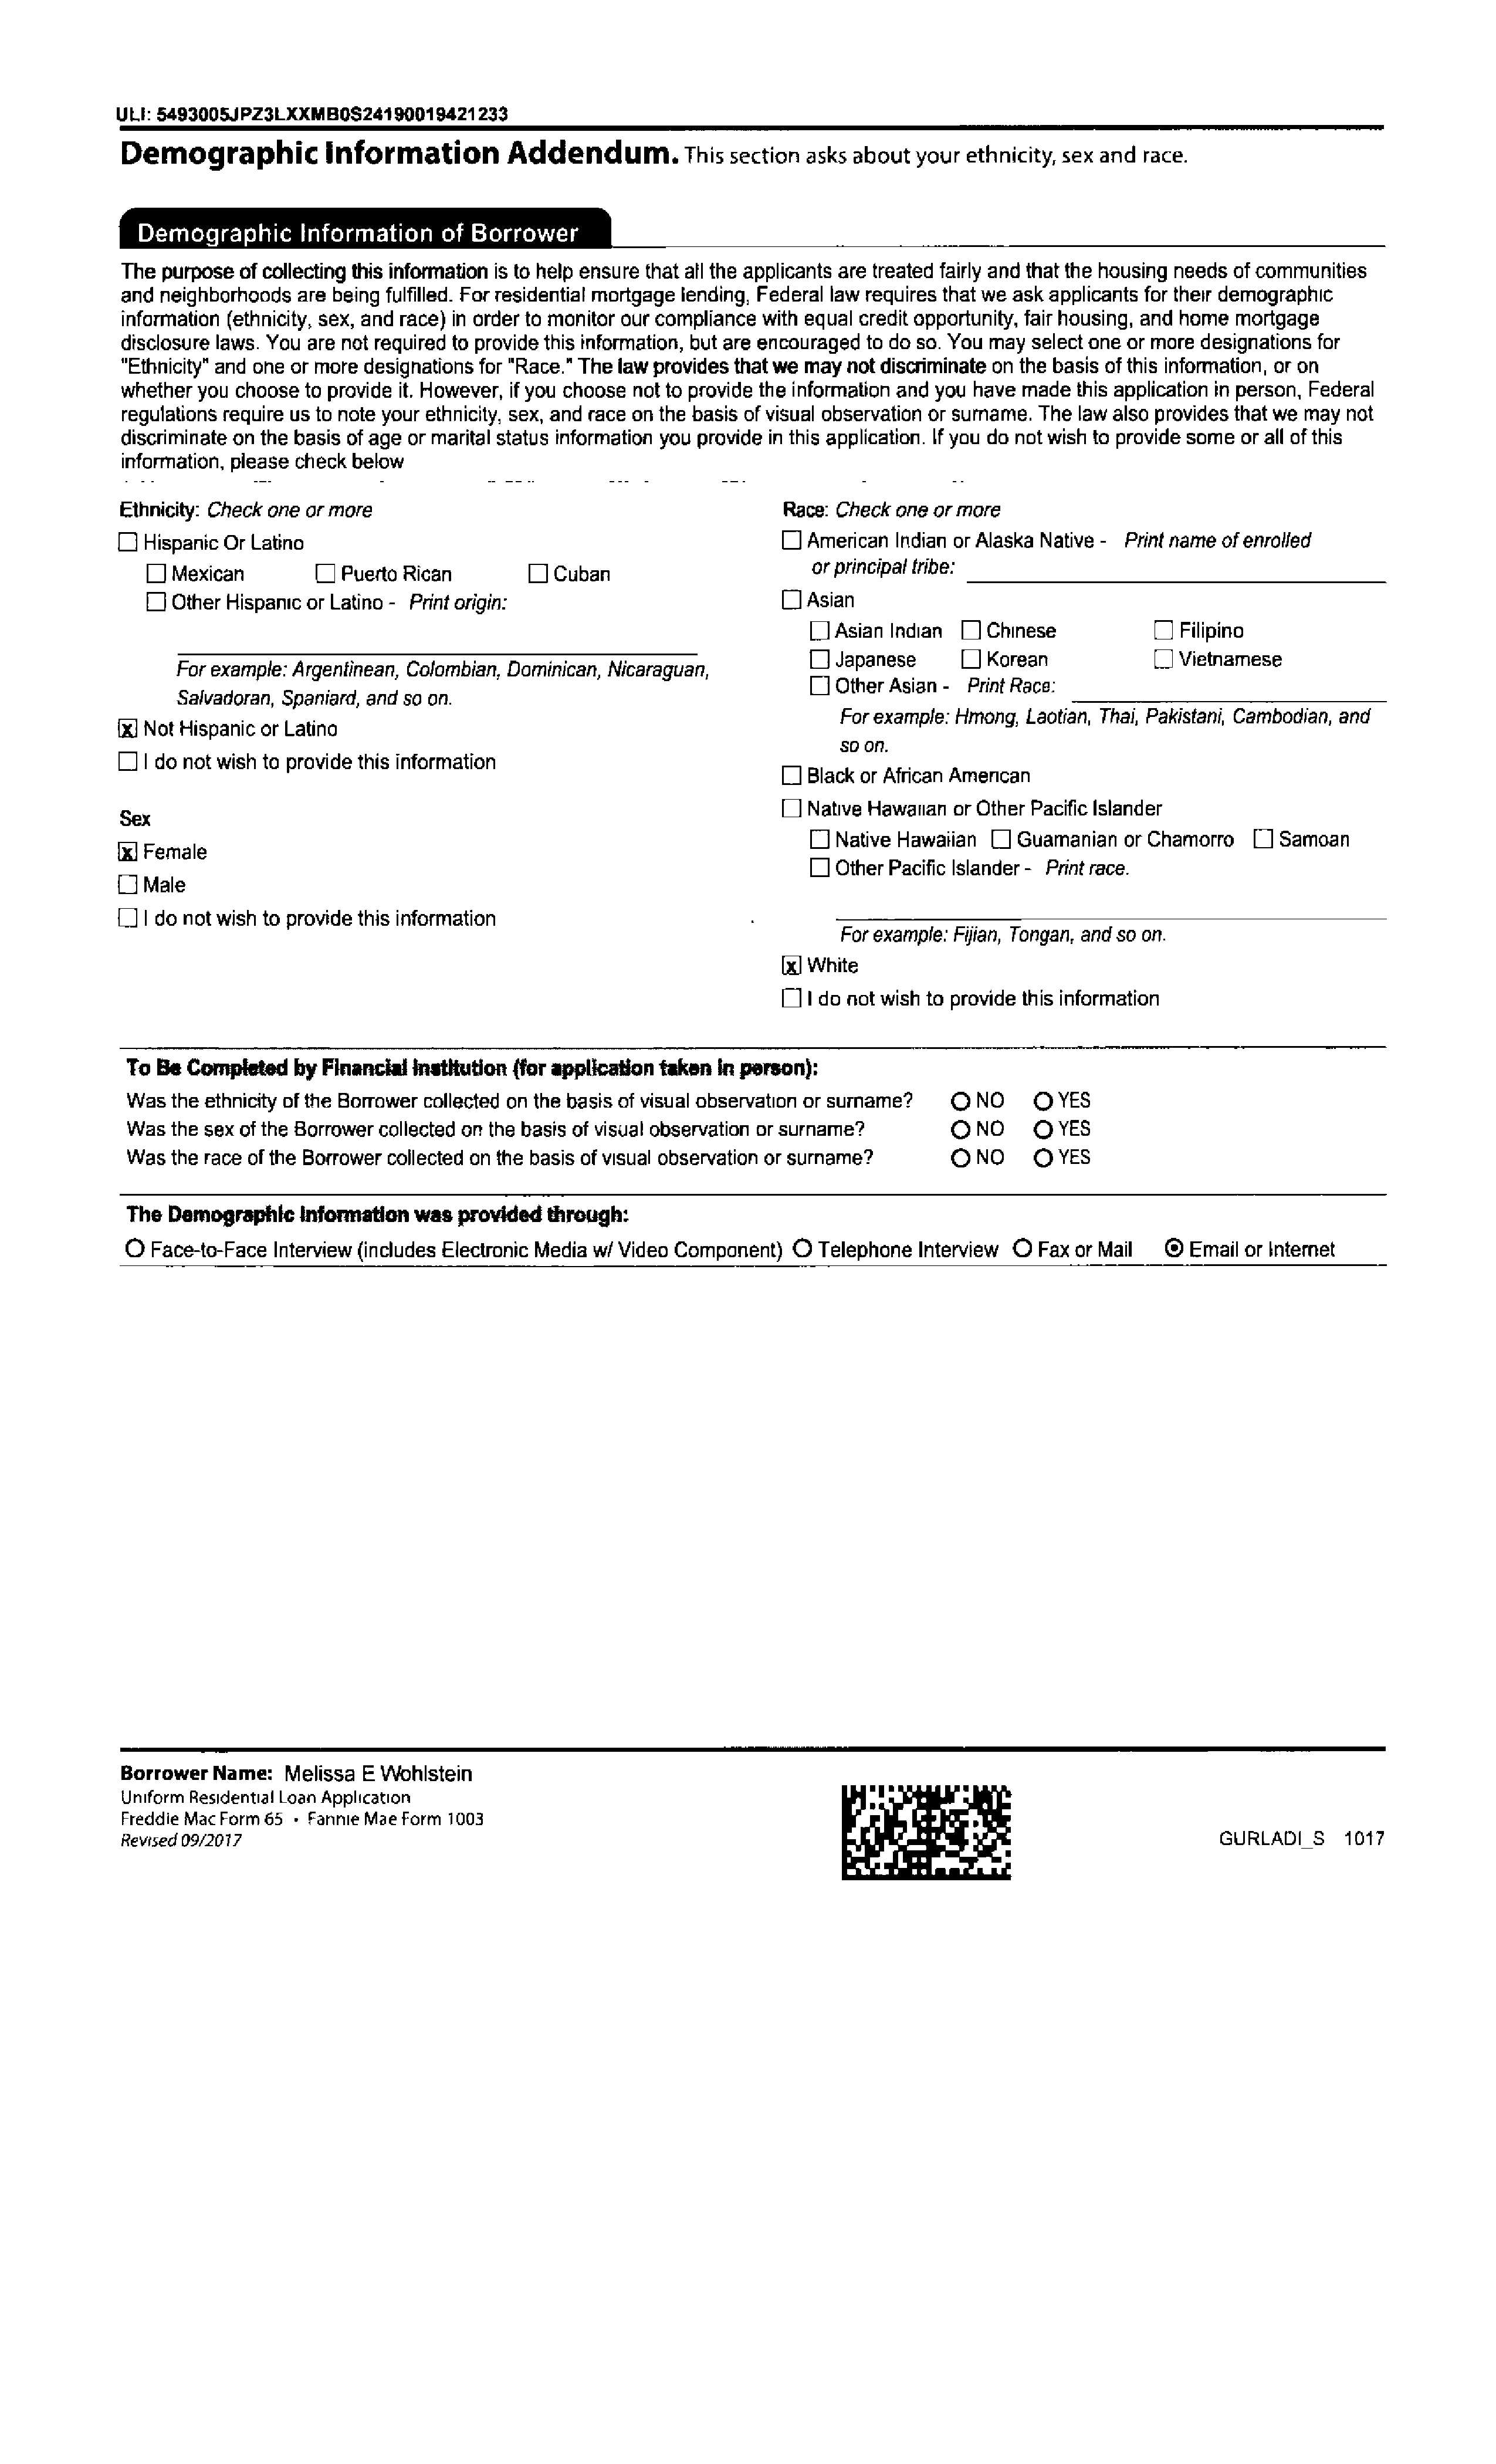 ULI: 5493005JPZ3LXXMB0S24190019421233
Demographic Information Addendum. This section asks about your ethnicity, sex and race.
Demographic Information of Borrower
The purpose of collecting this information is to help ensure that all the applicants are treated fairly and that the housing needs of communities
and neighborhoods are being fulfilled. For residential mortgage lending, Federal law requires that we ask applicants for their demographic
information (ethnicity, sex, and race) in order to monitor our compliance with equal credit opportunity, fair housing, and home mortgage
disclosure laws. You are not required to provide this information, but are encouraged to do so. You may select one or more designations for
"Ethnicity" and one or more designations for "Race." The law provides that we may not discriminate on the basis of this information, or on
whether you choose to provide it. However, if you choose not to provide the information and you have made this application in person, Federal
regulations require us to note your ethnicity, sex, and race on the basis of visual observation or surname. The law also provides that we may not
discriminate on the basis of age or marital status information you provide in this application. If you do not wish to provide some or all of this
information, please check below
Ethnicity: Check one or more
☐ Hispanic Or Latino
☐ Mexican ☐ Puerto Rican ☐ Cuban
☐ Other Hispanic or Latino - Print origin:
For example: Argentinean, Colombian, Dominican, Nicaraguan,
Salvadoran, Spaniard, and so on.
☒ Not Hispanic or Latino
☐ I do not wish to provide this information
Sex
☒ Female
☐ Male
☐ I do not wish to provide this information
Race: Check one or more
☐ American Indian or Alaska Native - Print name of enrolled
or principal tribe:
☐ Asian
☐ Asian Indian ☐ Chinese ☐ Filipino
☐ Japanese ☐ Korean ☐ Vietnamese
☐ Other Asian - Print Race:
For example: Hmong, Laotian, Thai, Pakistani, Cambodian, and
so on.
☐ Black or African American
☐ Native Hawaiian or Other Pacific Islander
☐ Native Hawaiian ☐ Guamanian or Chamorro ☐ Samoan
☐ Other Pacific Islander - Print race.
For example: Fijian, Tongan, and so on.
☒ White
☐ I do not wish to provide this information
To Be Completed by Financial Institution (for application taken in person):
Was the ethnicity of the Borrower collected on the basis of visual observation or surname? ○ NO ○ YES
Was the sex of the Borrower collected on the basis of visual observation or surname? ○ NO ○ YES
Was the race of the Borrower collected on the basis of visual observation or surname? ○ NO ○ YES
The Demographic Information was provided through:
○ Face-to-Face Interview (includes Electronic Media w/ Video Component) ○ Telephone Interview ○ Fax or Mail ◉ Email or Internet
Borrower Name: Melissa E Wohlstein
Uniform Residential Loan Application
Freddie Mac Form 65 • Fannie Mae Form 1003
Revised 09/2017
GURLADI_S 1017